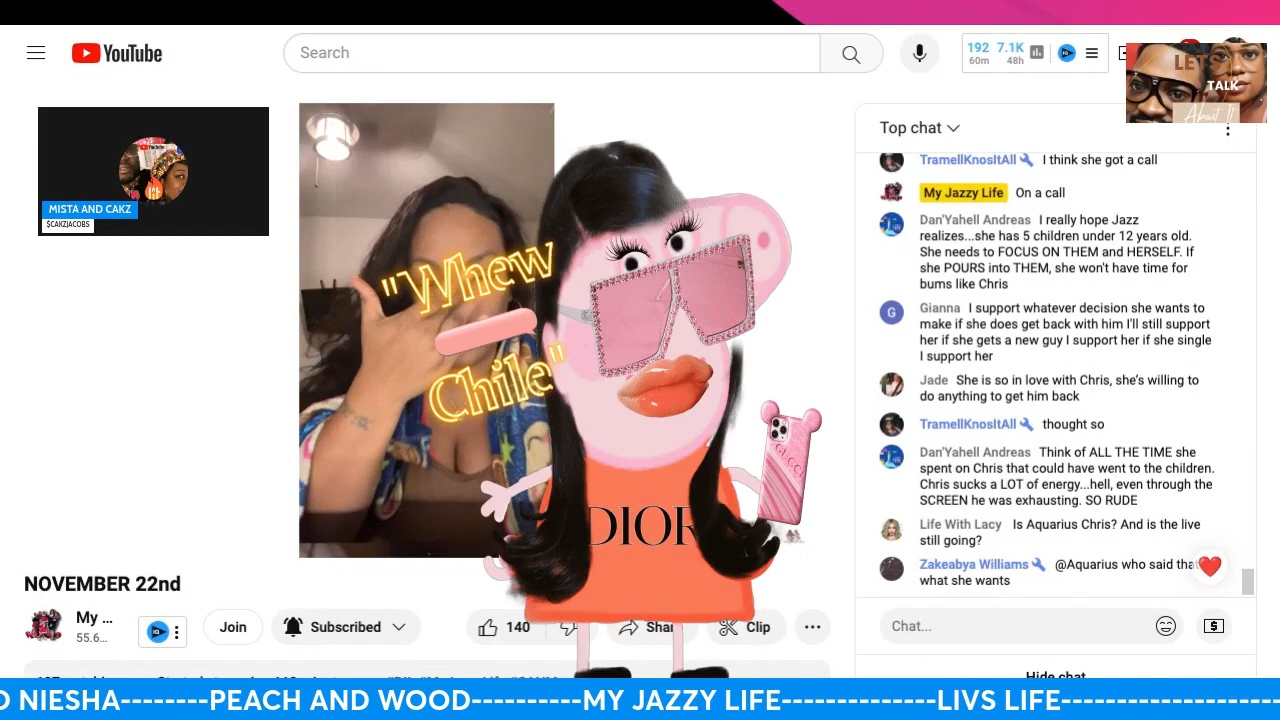 YouTube
Search
192 7.1K
60m 48h
LETS
TALK
About It
MISTA AND CAKZ
$CAKZJACOBS
"Whew
Chile"
DIOR
GUCCI
Top chat
TramellKnosItAll I think she got a call
My Jazzy Life On a call
Dan'Yahell Andreas I really hope Jazz
realizes...she has 5 children under 12 years old.
She needs to FOCUS ON THEM and HERSELF. If
she POURS into THEM, she won't have time for
bums like Chris
G
Gianna I support whatever decision she wants to
make if she does get back with him I'll still support
her if she gets a new guy I support her if she single
I support her
Jade She is so in love with Chris, she's willing to
do anything to get him back
TramellKnosItAll thought so
Dan'Yahell Andreas Think of ALL THE TIME she
spent on Chris that could have went to the children.
Chris sucks a LOT of energy...hell, even through the
SCREEN he was exhausting. SO RUDE
Life With Lacy Is Aquarius Chris? And is the live
still going?
Zakeabya Williams @Aquarius who said that
what she wants
Chat...
Hide chat
NOVEMBER 22nd
My ...
55.6...
Join
Subscribed
140
Shar
Clip
O NIESHA--------PEACH AND WOOD----------MY JAZZY LIFE--------------LIVS LIFE--------------------